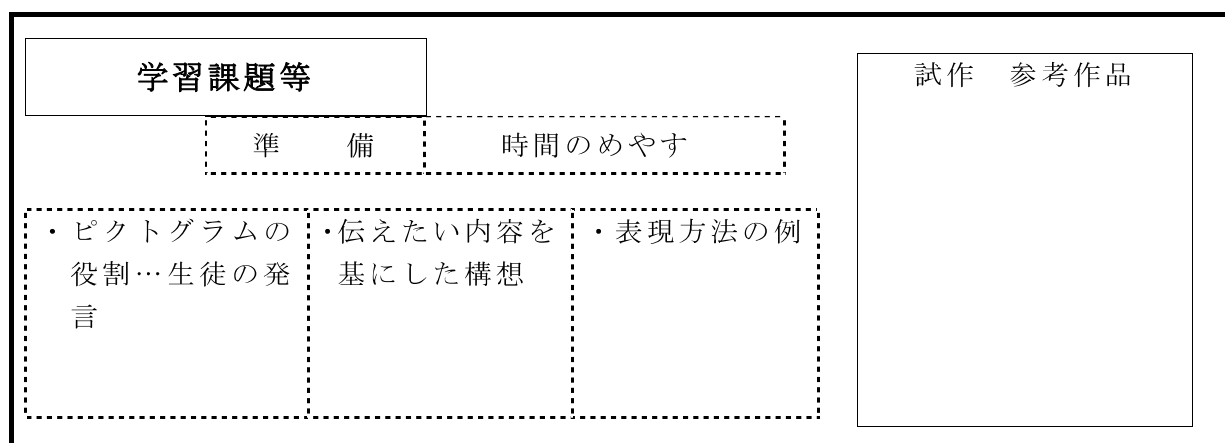 学習課題等
試作　参考作品
準　　備
時間のめやす
・ピクトグラムの
役割…生徒の発
言
・伝えたい内容を
基にした構想
・表現方法の例